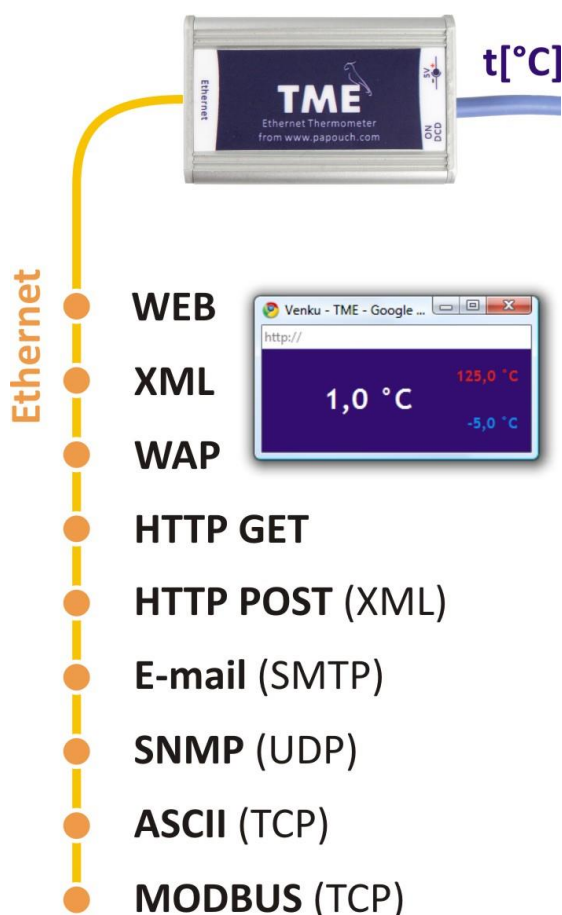 t[°C]
Ethernet
TME
Ethernet Thermometer
from www.papouch.com
5V
- +
ON
DCD
Ethernet
WEB
XML
WAP
HTTP GET
HTTP POST (XML)
E-mail (SMTP)
SNMP (UDP)
ASCII (TCP)
MODBUS (TCP)
Venku - TME - Google ...
http://
1,0 °C
125,0 °C
-5,0 °C